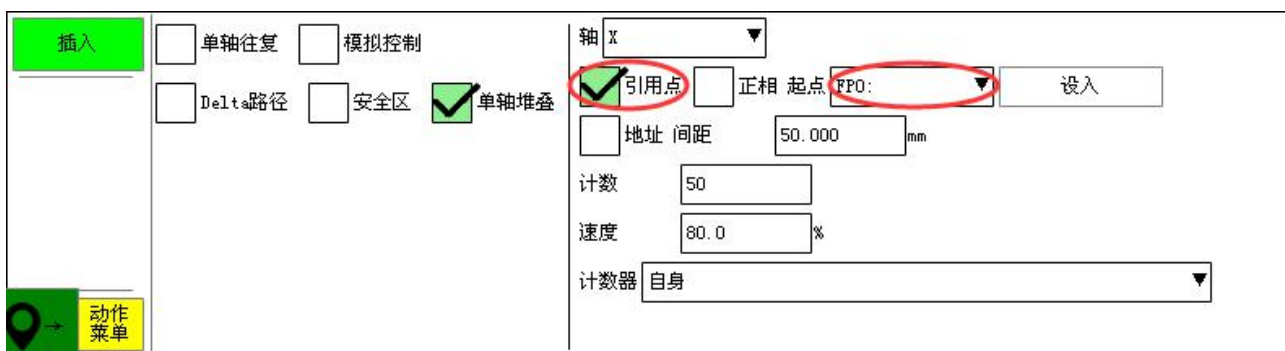 插入
单轴往复 模拟控制
Delta路径 安全区 单轴堆叠
轴 X
引用点 正相 起点 FP0: 设入
地址 间距 50.000 mm
计数 50
速度 80.0 %
计数器 自身
动作
菜单